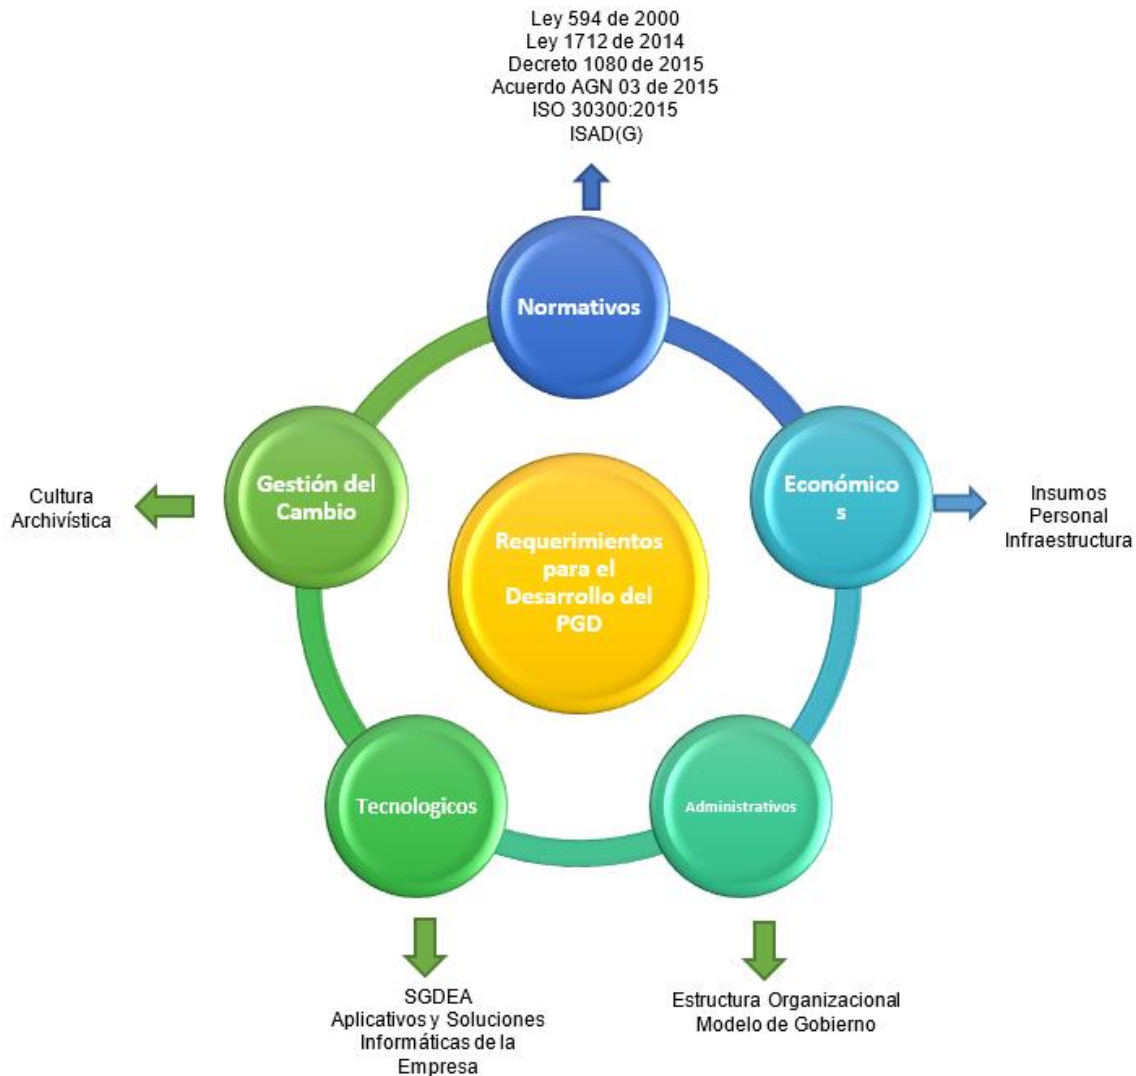 Ley 594 de 2000
Ley 1712 de 2014
Decreto 1080 de 2015
Acuerdo AGN 03 de 2015
ISO 30300:2015
ISAD(G)
Normativos
Gestión del
Cambio
Económico
s
Cultura
Archivística
Insumos
Personal
Infraestructura
Requerimientos
para el
Desarrollo del
PGD
Tecnologicos
Administrativos
SGDEA
Aplicativos y Soluciones
Informáticas de la
Empresa
Estructura Organizacional
Modelo de Gobierno